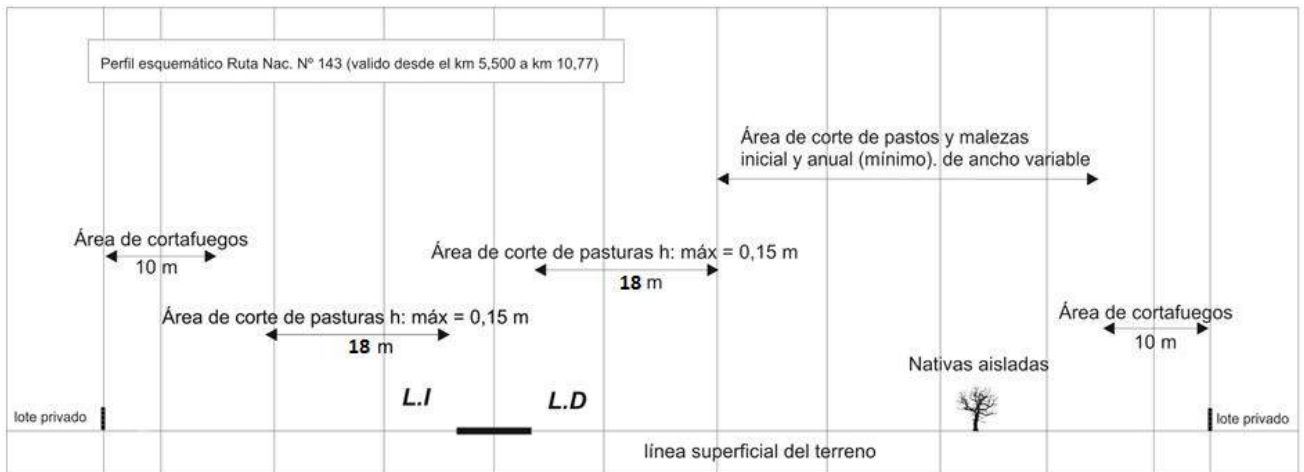 Perfil esquemático Ruta Nac. Nº 143 (valido desde el km 5,500 a km 10,77)
Área de corte de pastos y malezas
inicial y anual (mínimo). de ancho variable
Área de cortafuegos
10 m
Área de corte de pasturas h: máx = 0,15 m
18 m
Área de corte de pasturas h: máx = 0,15 m
18 m
Área de cortafuegos
10 m
Nativas aisladas
L.I
L.D
lote privado
lote privado
línea superficial del terreno